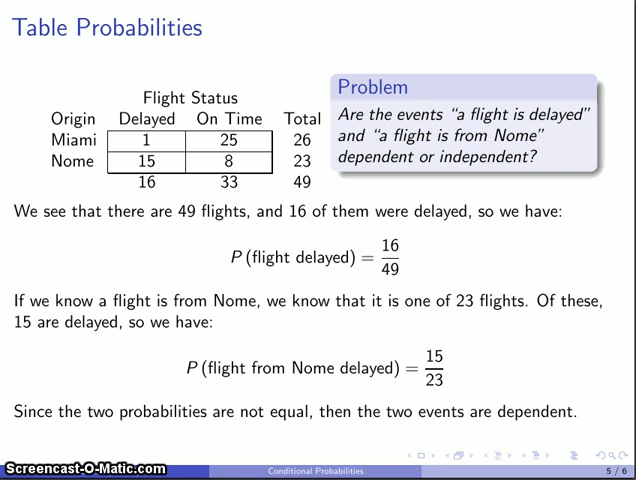 Table Probabilities
Flight Status
Origin Delayed On Time Total
Miami 1 25 26
Nome 15 8 23
16 33 49
Problem
Are the events “a flight is delayed”
and “a flight is from Nome”
dependent or independent?
We see that there are 49 flights, and 16 of them were delayed, so we have:
P (flight delayed) = 16/49
If we know a flight is from Nome, we know that it is one of 23 flights. Of these,
15 are delayed, so we have:
P (flight from Nome delayed) = 15/23
Since the two probabilities are not equal, then the two events are dependent.
Screencast-O-Matic.com
Conditional Probabilities
5 / 6